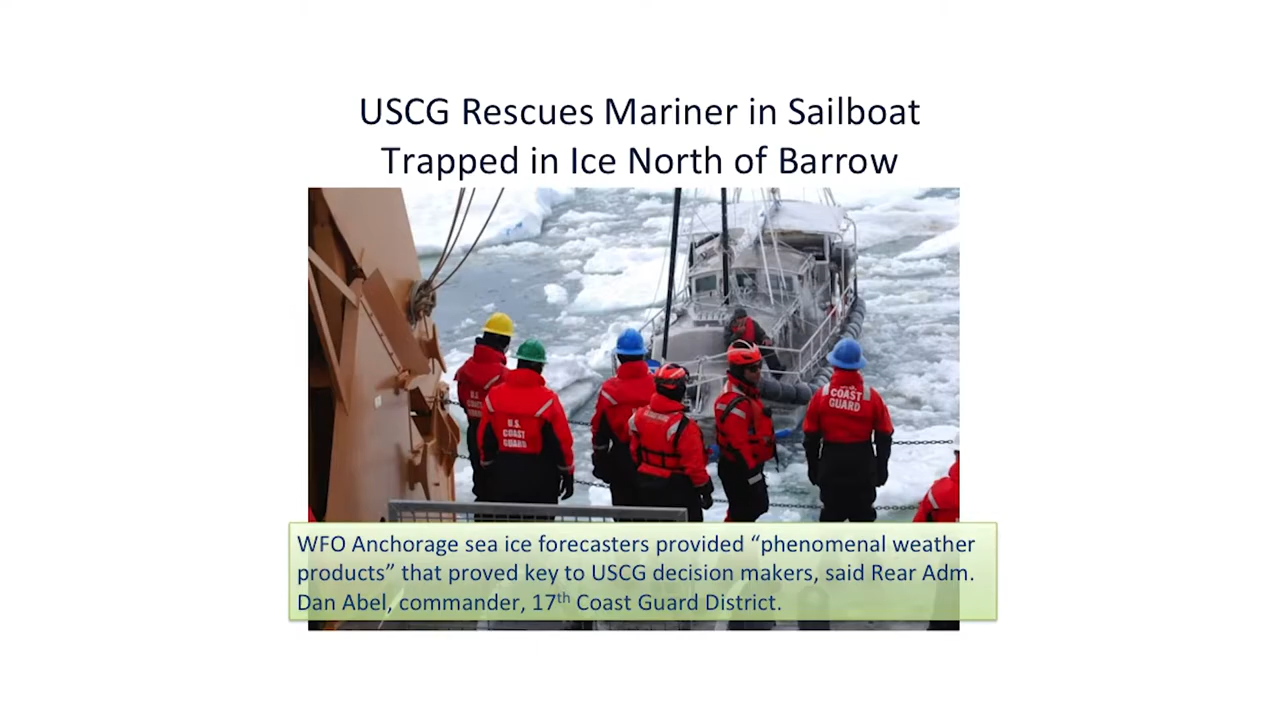 USCG Rescues Mariner in Sailboat
Trapped in Ice North of Barrow
U.S.
COAST
U.S.
COAST
GUARD
COAST
GUARD
WFO Anchorage sea ice forecasters provided “phenomenal weather
products” that proved key to USCG decision makers, said Rear Adm.
Dan Abel, commander, 17th Coast Guard District.